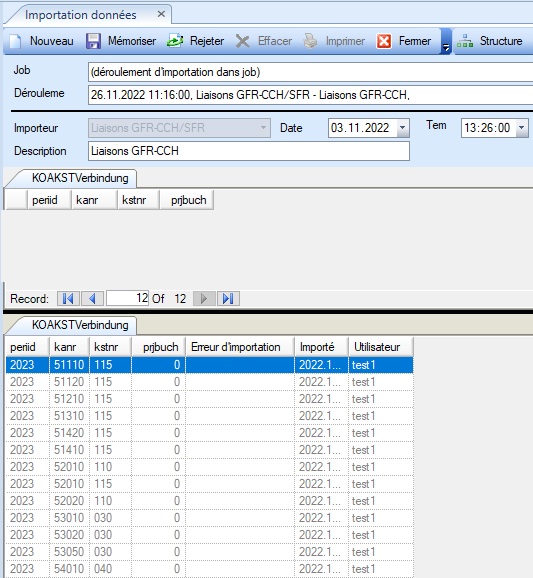 Importation données ×
Nouveau Mémoriser Rejeter Effacer Imprimer Fermer Structure
Job (déroulement d'importation dans job)
Dérouleme 26.11.2022 11:16:00, Liaisons GFR-CCH/SFR - Liaisons GFR-CCH,
Importeur Liaisons GFR-CCH/SFR Date 03.11.2022 Tem 13:26:00
Description Liaisons GFR-CCH
KOAKSTVerbindung
periid kanr kstnr prjbuch
Record: 12 Of 12
KOAKSTVerbindung
periid kanr kstnr prjbuch Erreur d'importation Importé Utilisateur
2023 51110 115 0 2022.1... test1
2023 51120 115 0 2022.1... test1
2023 51210 115 0 2022.1... test1
2023 51310 115 0 2022.1... test1
2023 51420 115 0 2022.1... test1
2023 51410 115 0 2022.1... test1
2023 52010 110 0 2022.1... test1
2023 52010 115 0 2022.1... test1
2023 52020 110 0 2022.1... test1
2023 53010 030 0 2022.1... test1
2023 53020 030 0 2022.1... test1
2023 53050 030 0 2022.1... test1
2023 54010 040 0 2022.1... test1